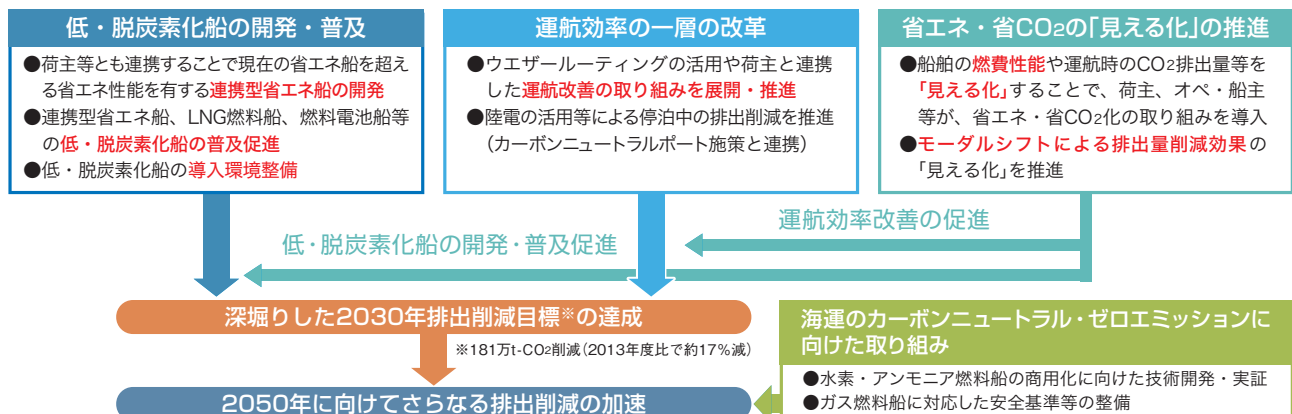 低・脱炭素化船の開発・普及
●荷主等とも連携することで現在の省エネ船を超え
る省エネ性能を有する連携型省エネ船の開発
●連携型省エネ船、LNG燃料船、燃料電池船等
の低・脱炭素化船の普及促進
●低・脱炭素化船の導入環境整備
運航効率の一層の改革
●ウエザールーティングの活用や荷主と連携
した運航改善の取り組みを展開・推進
●陸電の活用等による停泊中の排出削減を推進
(カーボンニュートラルポート施策と連携)
省エネ・省CO2の「見える化」の推進
●船舶の燃費性能や運航時のCO2排出量等を
「見える化」することで、荷主、オペ・船主
等が、省エネ・省CO2化の取り組みを導入
●モーダルシフトによる排出量削減効果の
「見える化」を推進
運航効率改善の促進
低・脱炭素化船の開発・普及促進
深堀りした2030年排出削減目標※の達成
※181万t-CO2削減(2013年度比で約17%減)
2050年に向けてさらなる排出削減の加速
海運のカーボンニュートラル・ゼロエミッションに
向けた取り組み
●水素・アンモニア燃料船の商用化に向けた技術開発・実証
●ガス燃料船に対応した安全基準等の整備